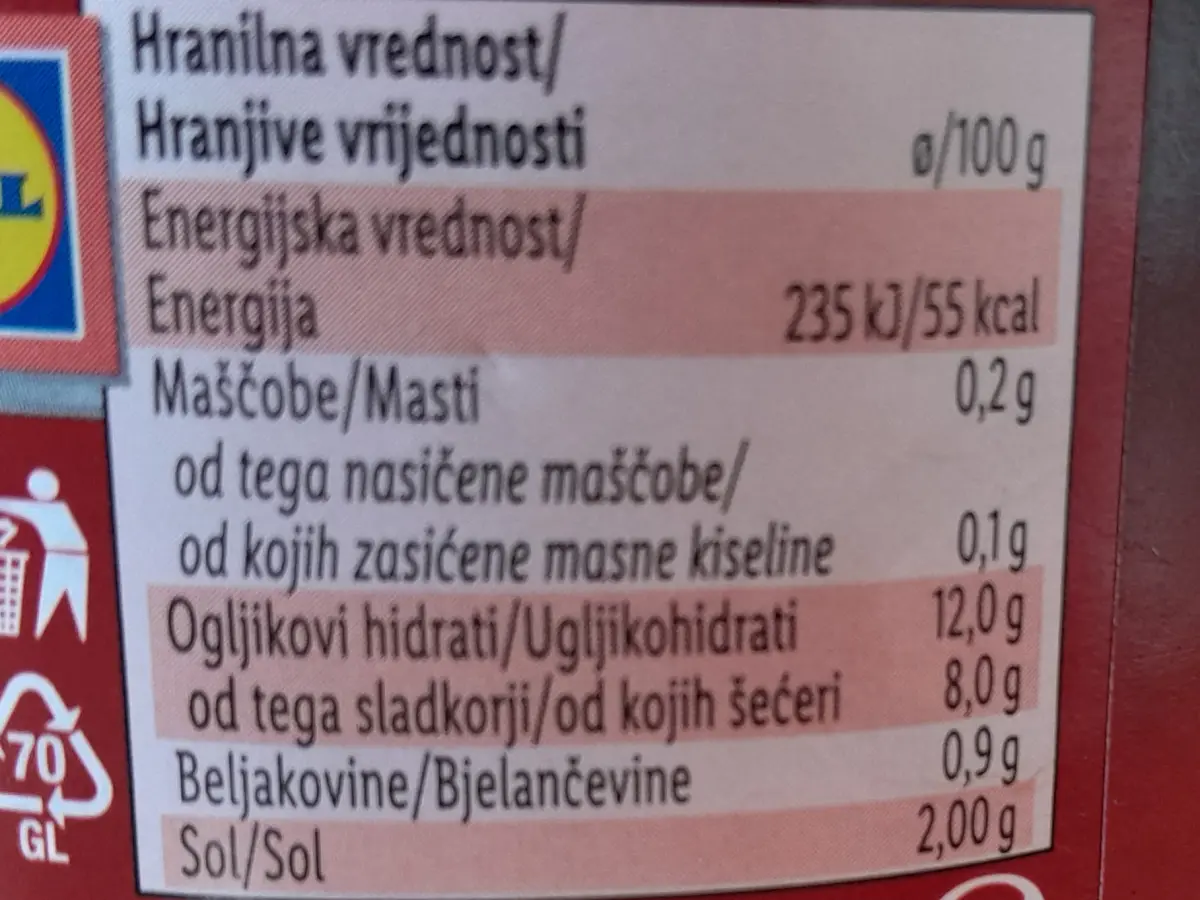 Hranilna vrednost/
Hranjive vrijednosti ø/100 g
Energijska vrednost/
Energija 235 kJ/55 kcal
Maščobe/Masti 0,2 g
od tega nasičene maščobe/
od kojih zasićene masne kiseline 0,1 g
Ogljikovi hidrati/Ugljikohidrati 12,0 g
od tega sladkorji/od kojih šećeri 8,0 g
Beljakovine/Bjelančevine 0,9 g
Sol/Sol 2,00 g
70
GL